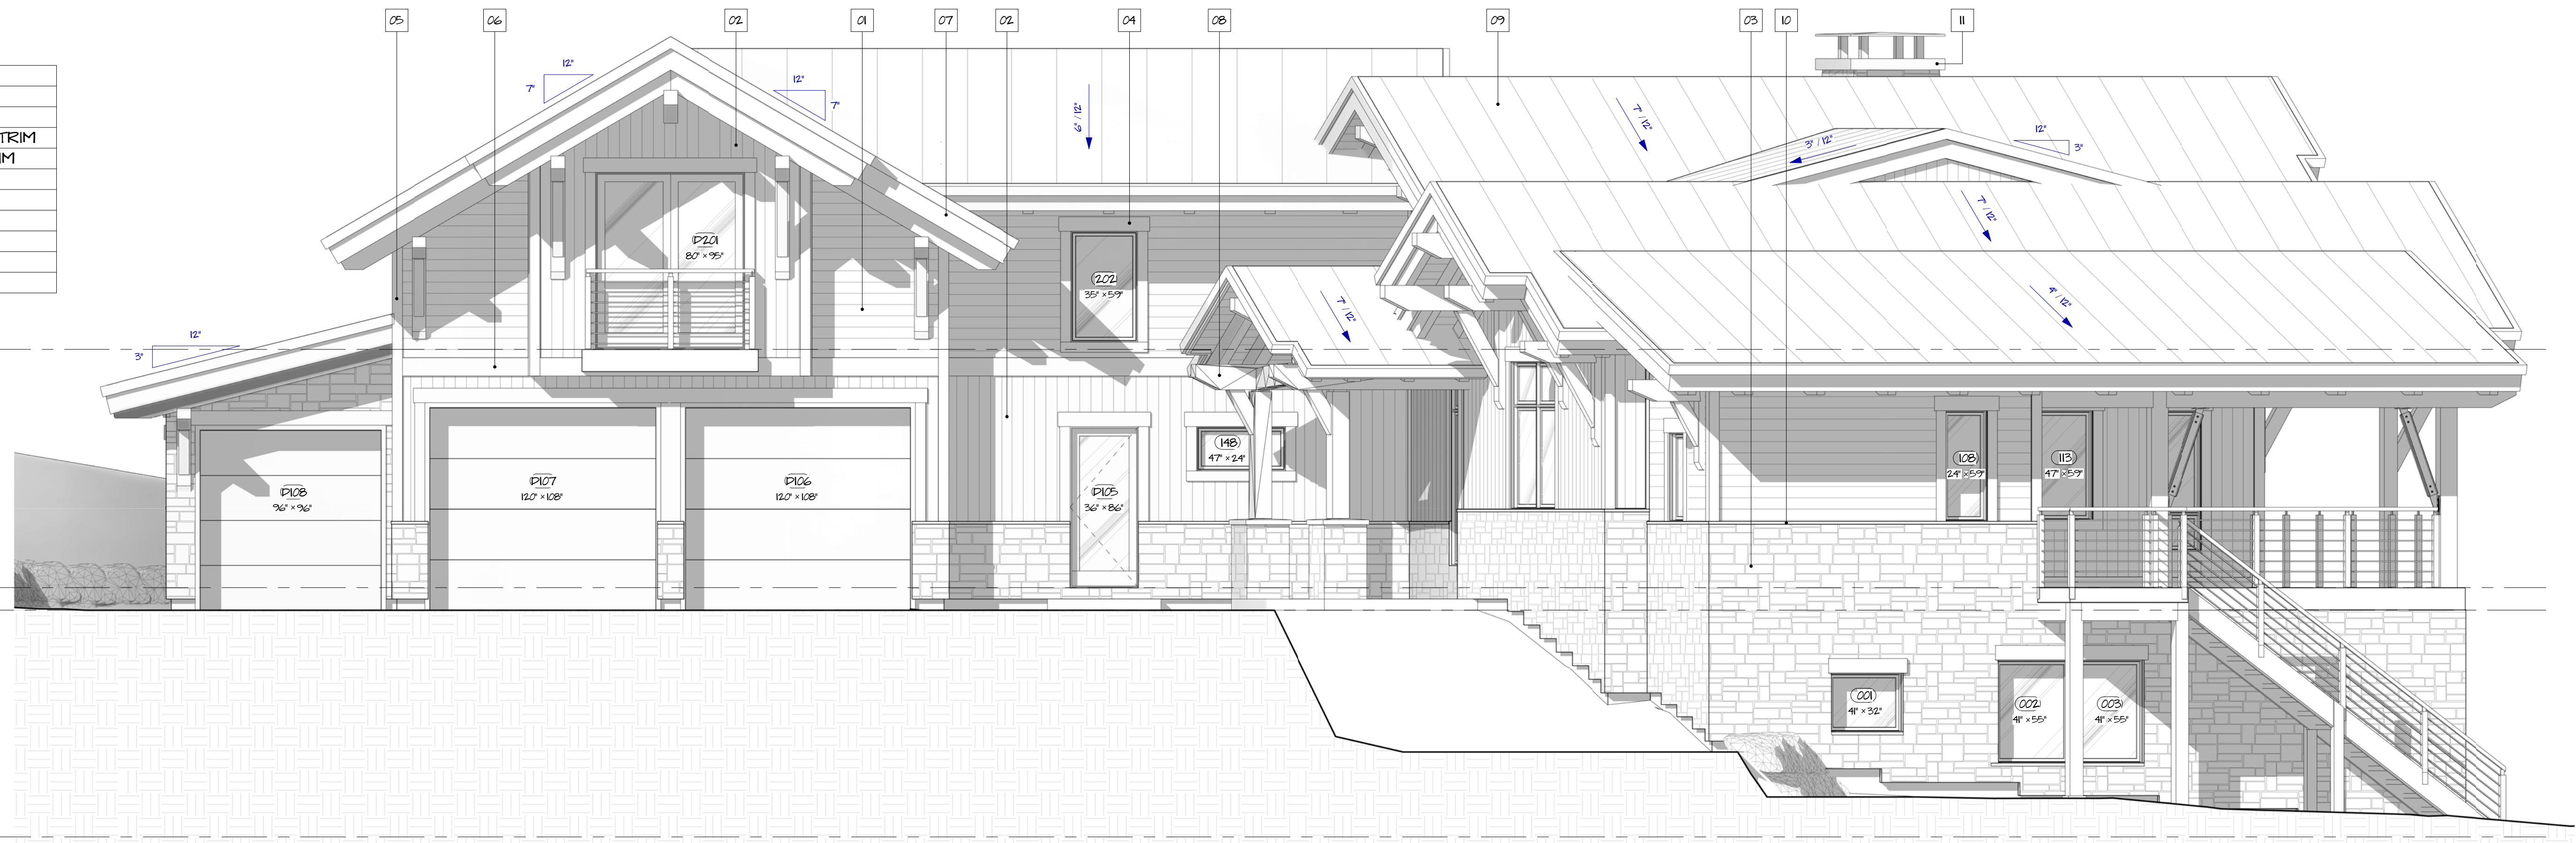 05 06 02 01 07 02 04 08 09 03 10 11
TRIM
12"
7"
12"
7"
6" / 12"
7" / 12"
3" / 12"
12"
3"
7" / 12"
4" / 12"
7" / 12"
12"
3"
D201
80" × 95"
202
35" × 59"
148
47" × 24"
D108
96" × 96"
D107
120" × 108"
D106
120" × 108"
D105
36" × 86"
108
24" × 59"
113
47" × 59"
001
41" × 32"
002
41" × 55"
003
41" × 55"